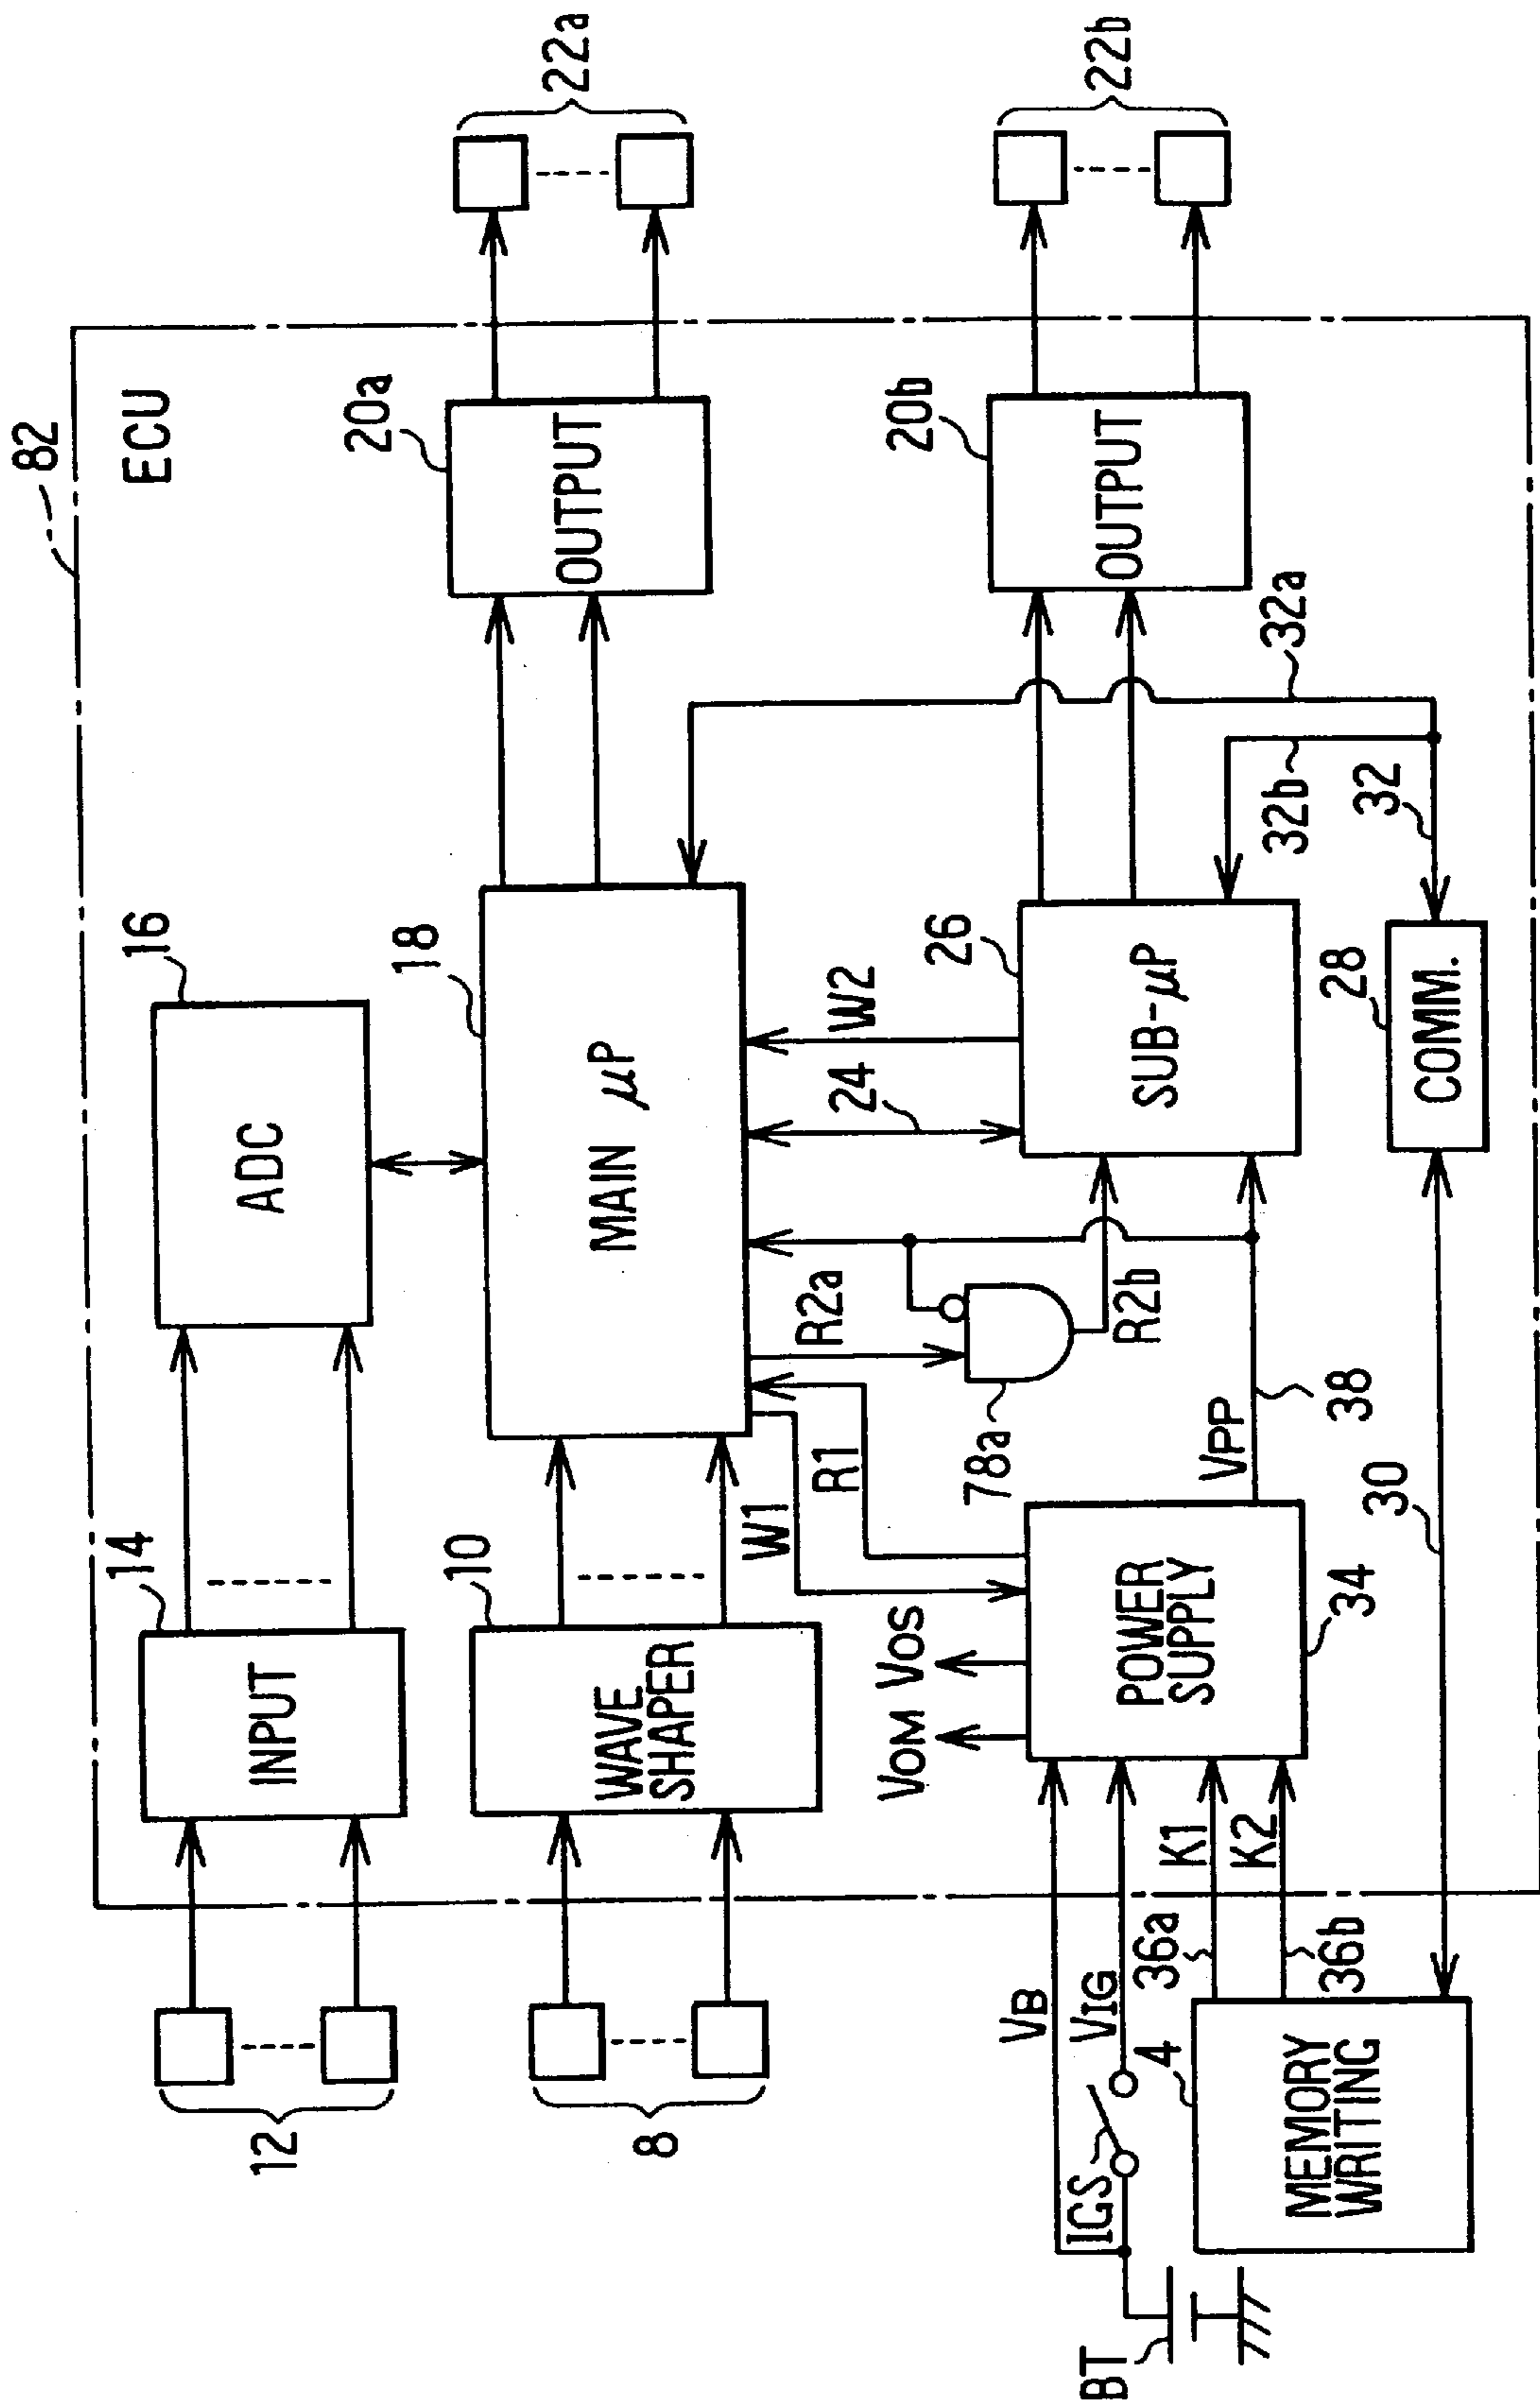 82
ECU
12
14
INPUT
16
ADC
8
10
WAVE
SHAPER
18
MAIN μP
20a
OUTPUT
22a
W1
R1
R2a
78a
R2b
24
W2
26
SUB-μP
20b
OUTPUT
22b
VOM
VOS
POWER
SUPPLY
34
VPP
38
BT
IGS
VB
VIG
K1
K2
36a
36b
4
MEMORY
WRITING
30
28
COMM.
32
32b
32a